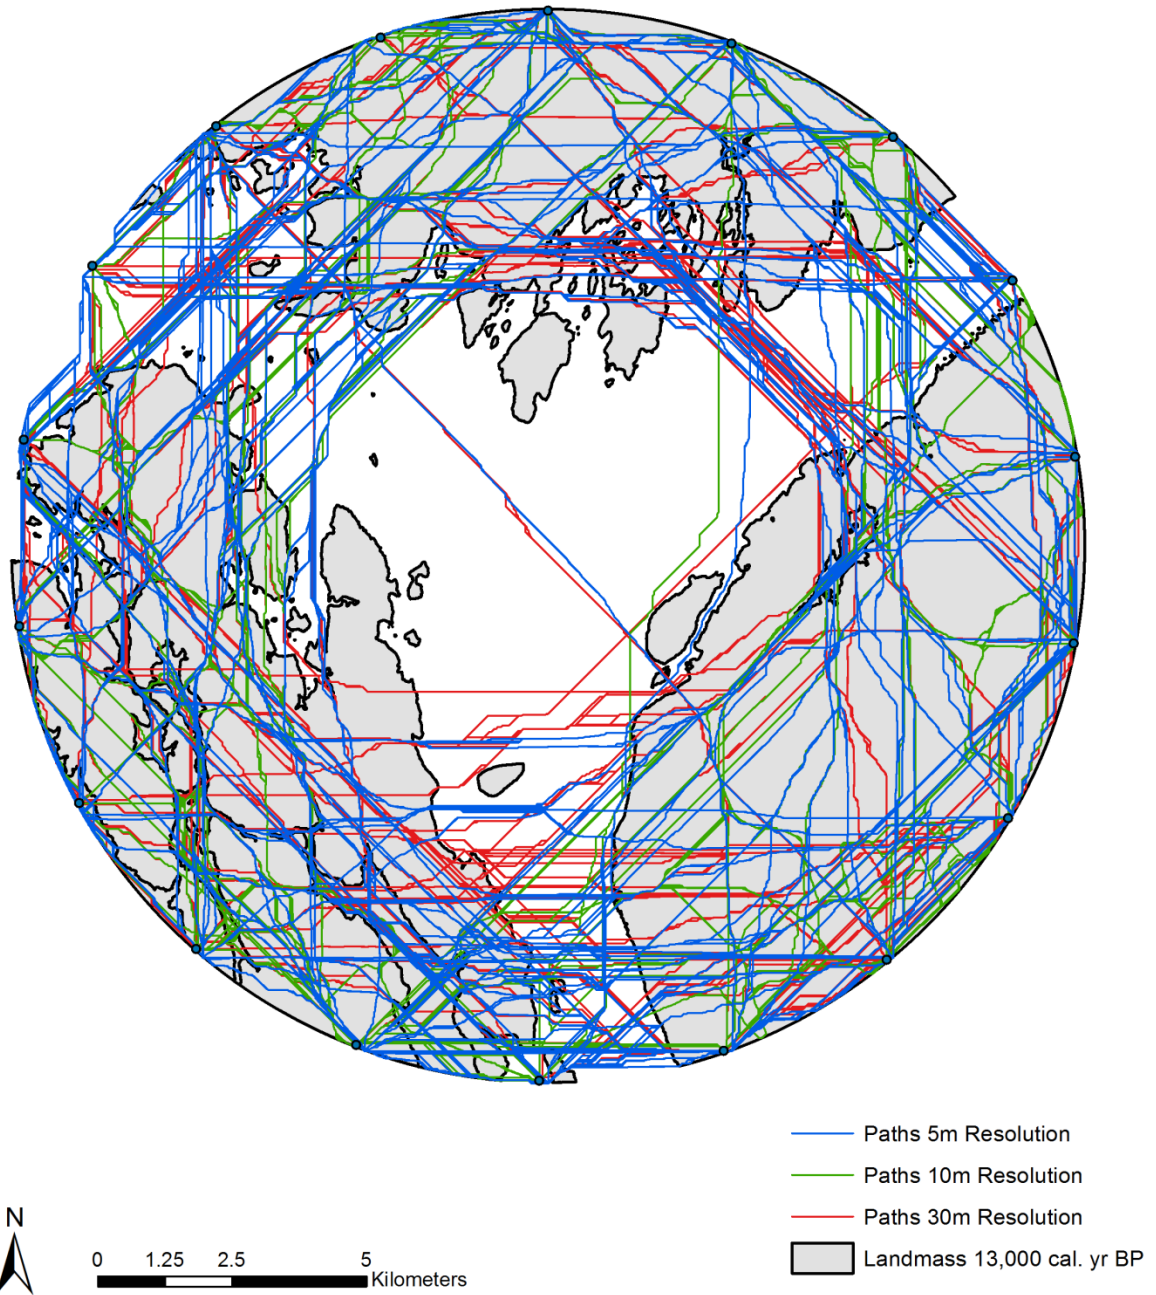 Paths 5m Resolution
Paths 10m Resolution
Paths 30m Resolution
Landmass 13,000 cal. yr BP
N
0 1.25 2.5 5
Kilometers